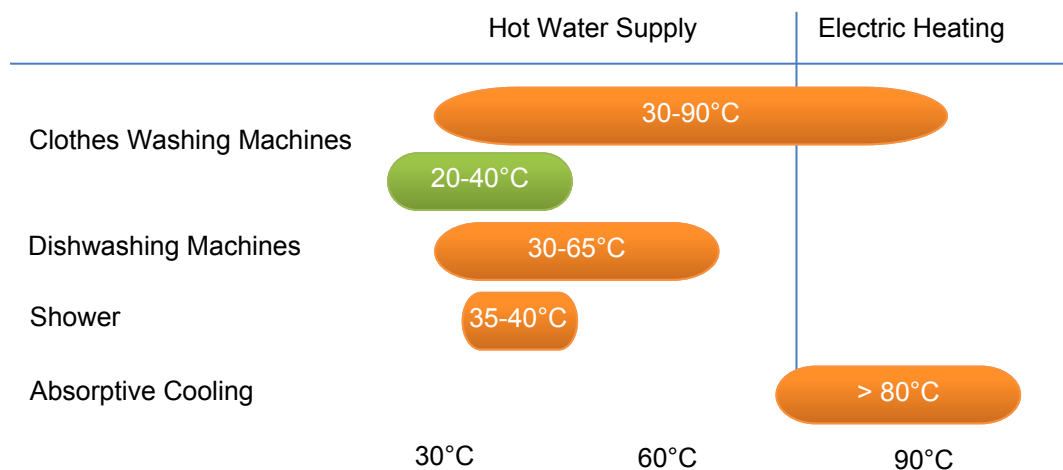 Hot Water Supply
Electric Heating
Clothes Washing Machines
30-90°C
20-40°C
Dishwashing Machines
30-65°C
Shower
35-40°C
Absorptive Cooling
> 80°C
30°C
60°C
90°C